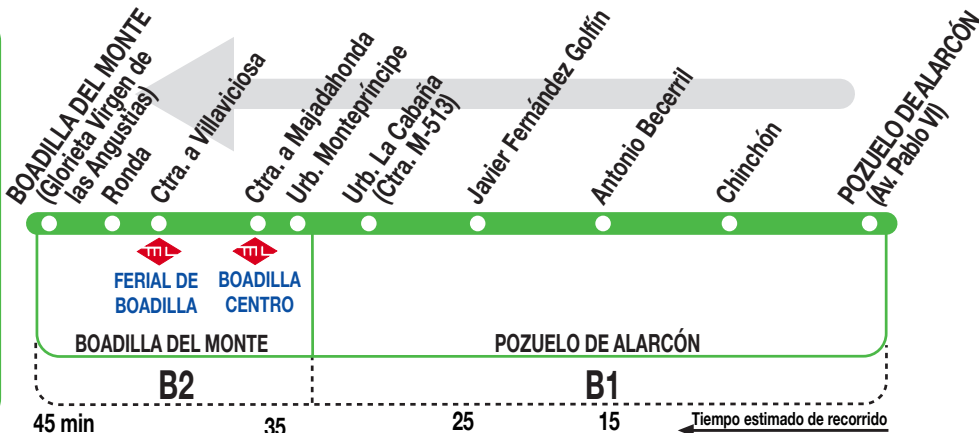 BOADILLA DEL MONTE
(Glorieta Virgen de
las Angustias)
Ronda
Ctra. a Villaviciosa
Ctra. a Majadahonda
Urb. Montepríncipe
Urb. La Cabaña
(Ctra. M-513)
Javier Fernández Golfín
Antonio Becerril
Chinchón
POZUELO DE ALARCÓN
(Av. Pablo VI)
mL
FERIAL DE
BOADILLA
mL
BOADILLA
CENTRO
BOADILLA DEL MONTE
POZUELO DE ALARCÓN
B2
B1
45 min
35
25
15
Tiempo estimado de recorrido